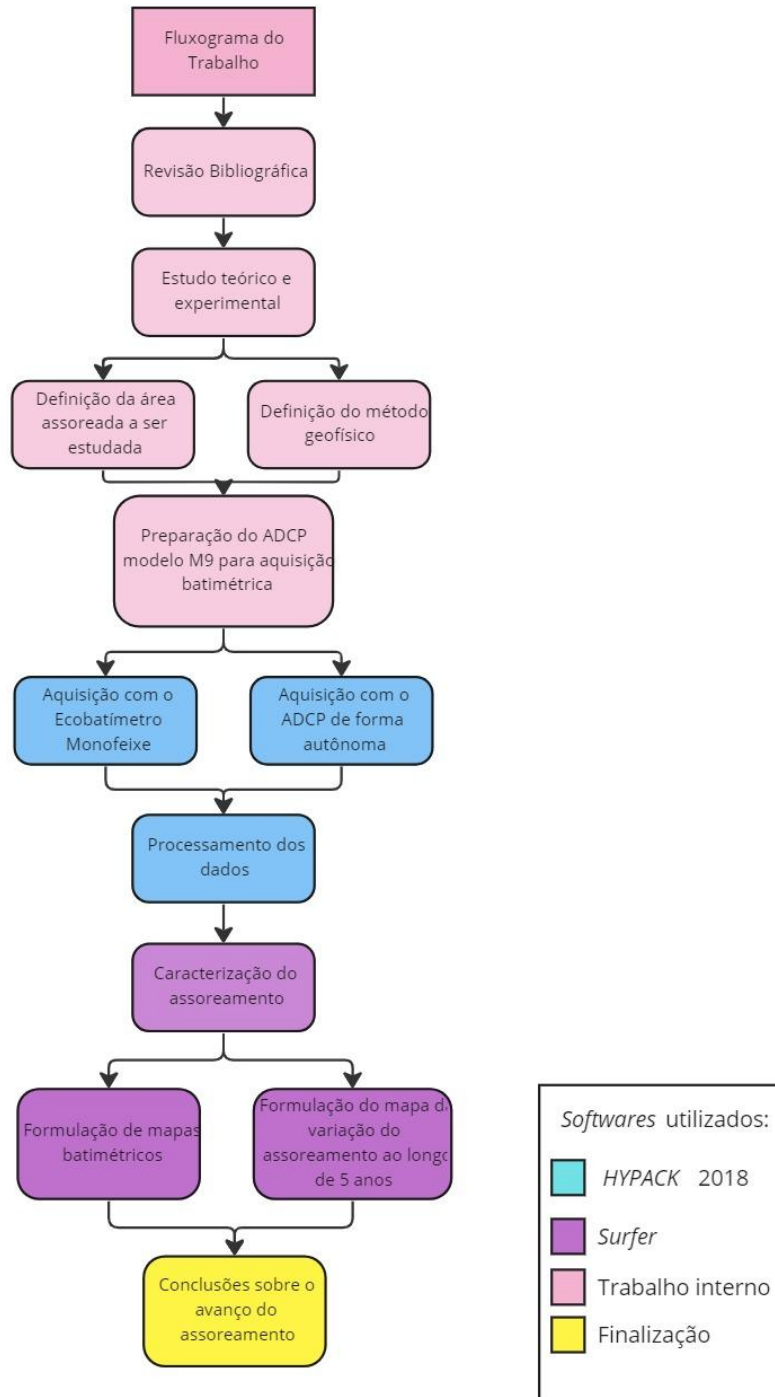 Fluxograma do
Trabalho
Revisão Bibliográfica
Estudo teórico e
experimental
Definição da área
assoreada a ser
estudada
Definição do método
geofísico
Preparação do ADCP
modelo M9 para aquisição
batimétrica
Aquisição com o
Ecobatímetro
Monofeixe
Aquisição com o
ADCP de forma
autônoma
Processamento dos
dados
Caracterização do
assoreamento
Formulação de mapas
batimétricos
Formulação do mapa da
variação do
assoreamento ao longo
de 5 anos
Conclusões sobre o
avanço do
assoreamento
Softwares utilizados:
HYPACK 2018
Surfer
Trabalho interno
Finalização